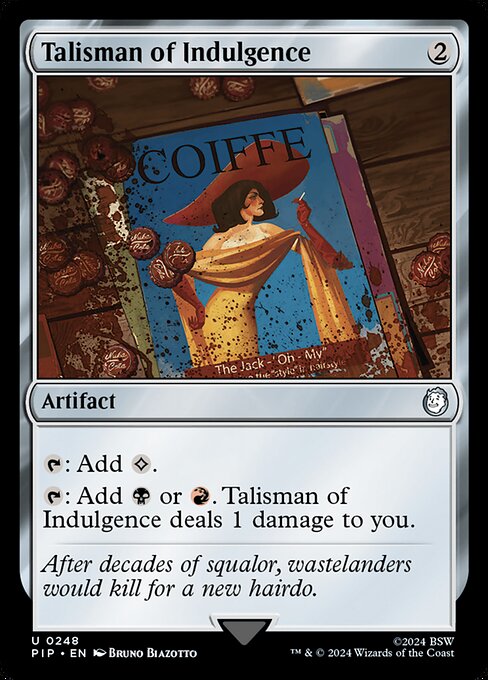 Talisman of Indulgence 2
COIFFE
Nuka
Cola
The Jack-"Oh - My"
Artifact
: Add .
: Add or . Talisman of
Indulgence deals 1 damage to you.
After decades of squalor, wastelanders
would kill for a new hairdo.
U 0248
PIP • EN Bruno Biazotto
©2024 BSW
™ & © 2024 Wizards of the Coast